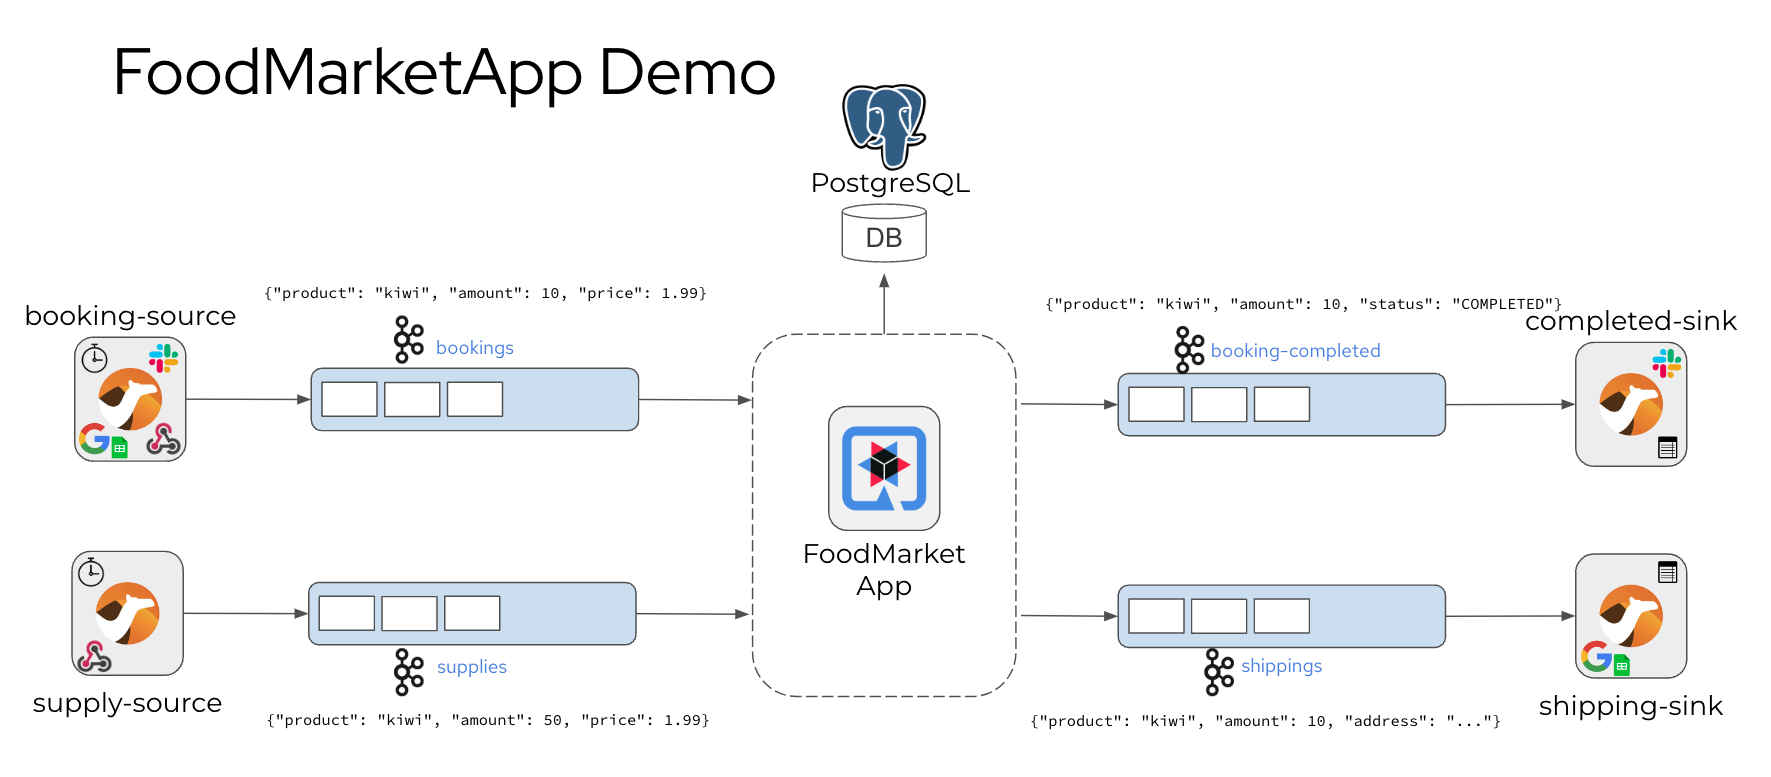 FoodMarketApp Demo
PostgreSQL
DB
{"product": "kiwi", "amount": 10, "price": 1.99}
booking-source
bookings
{"product": "kiwi", "amount": 10, "status": "COMPLETED"}
completed-sink
booking-completed
FoodMarket
App
supplies
supply-source
{"product": "kiwi", "amount": 50, "price": 1.99}
shippings
shipping-sink
{"product": "kiwi", "amount": 10, "address": "..."}